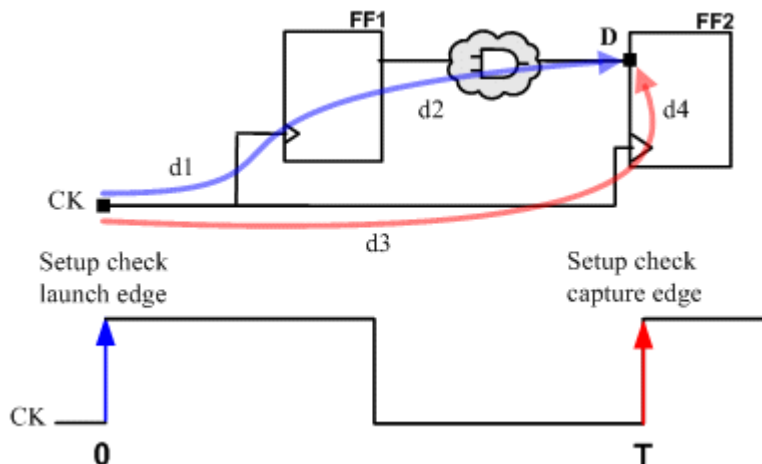 FF1
D
FF2
d2
d4
d1
CK
d3
Setup check
launch edge
Setup check
capture edge
CK
0
T